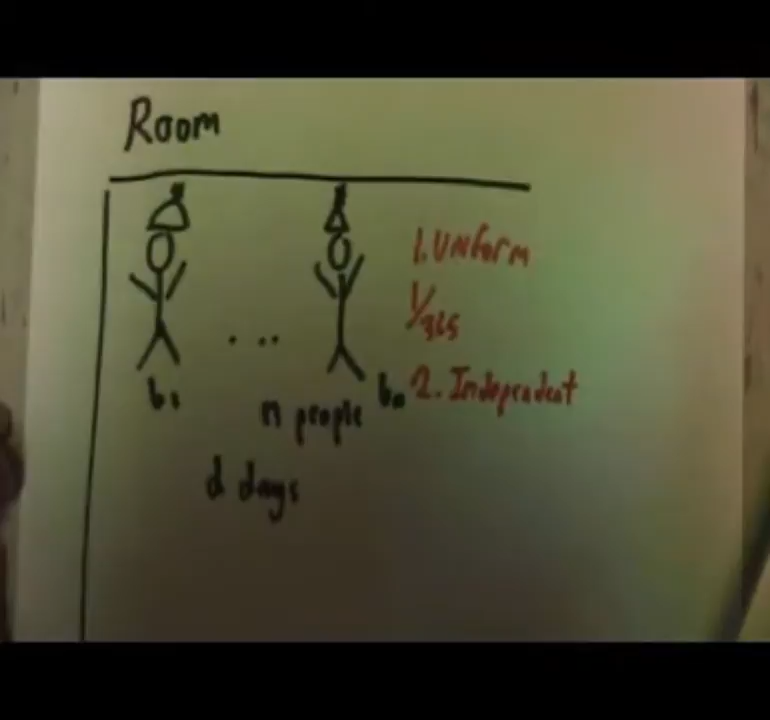 Room
1. Uniform
1/365
2. Independent
b₁
n people
bₙ
d days